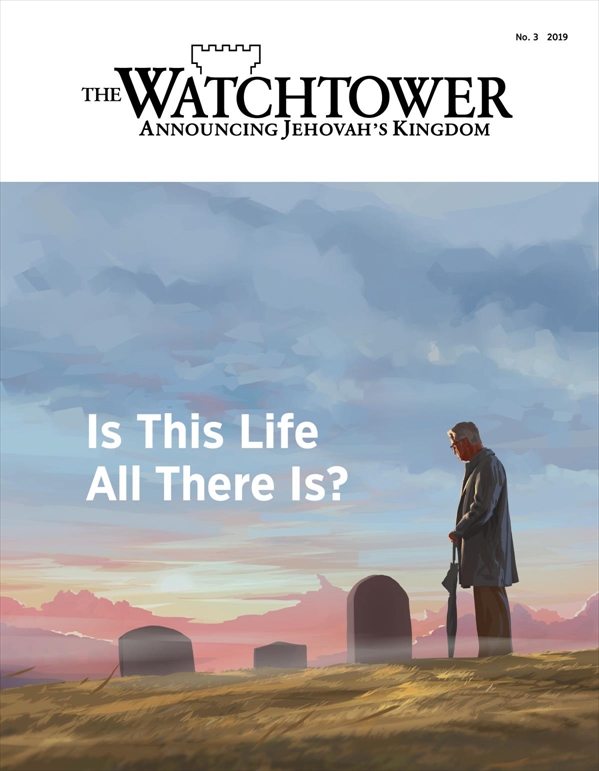 No. 3 2019
THE WATCHTOWER
ANNOUNCING JEHOVAH'S KINGDOM
Is This Life
All There Is?